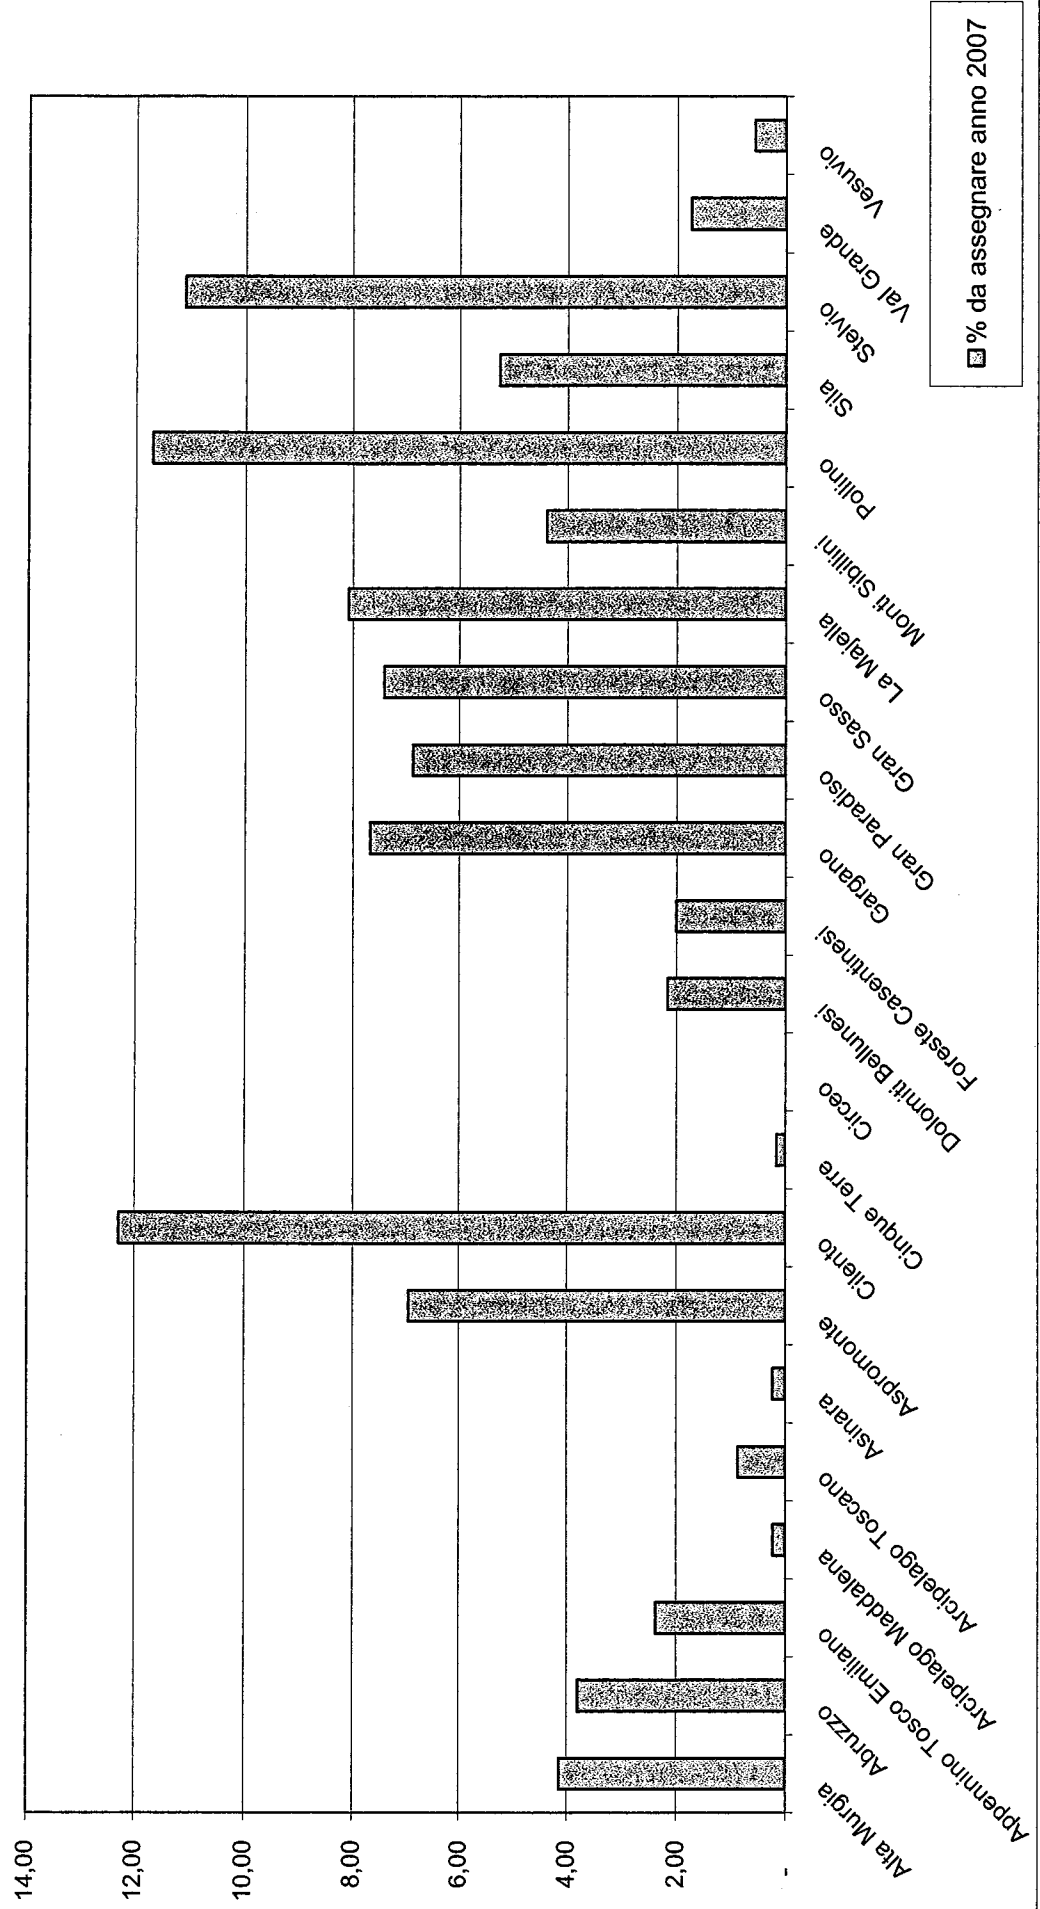 14,00
12,00
10,00
8,00
6,00
4,00
2,00
-
Alta Murgia
Abruzzo
Appennino Tosco Emiliano
Arcipelago Maddalena
Arcipelago Toscano
Asinara
Aspromonte
Cilento
Cinque Terre
Circeo
Dolomiti Bellunesi
Foreste Casentinesi
Gargano
Gran Paradiso
Gran Sasso
La Majella
Monti Sibillini
Pollino
Sila
Stelvio
Val Grande
Vesuvio
% da assegnare anno 2007